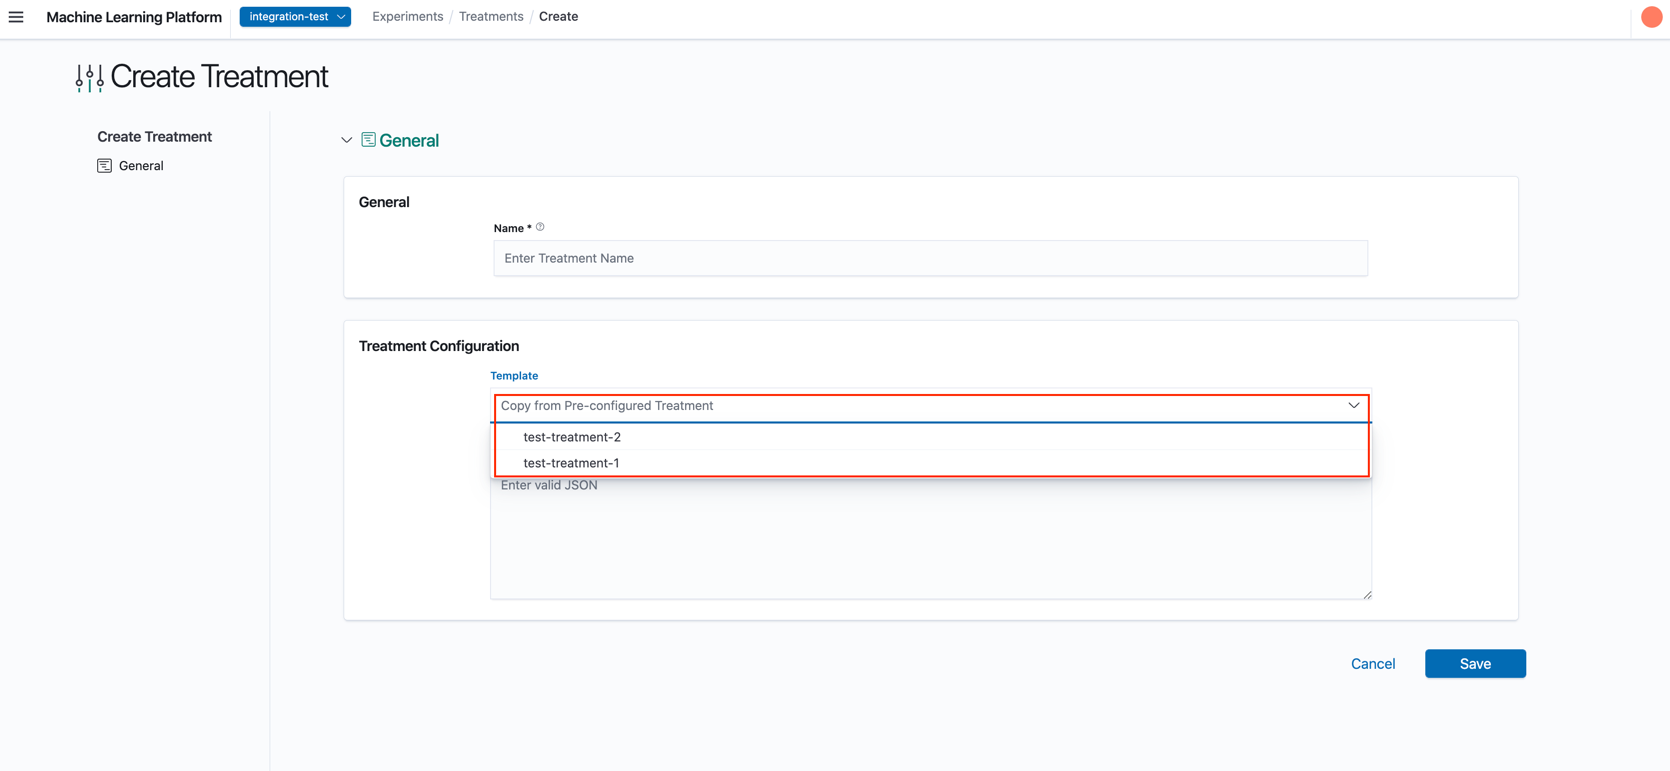 Machine Learning Platform integration-test Experiments / Treatments / Create
Create Treatment
Create Treatment
General
General
General
Name *
Enter Treatment Name
Treatment Configuration
Template
Copy from Pre-configured Treatment
test-treatment-2
test-treatment-1
Enter valid JSON
Cancel Save